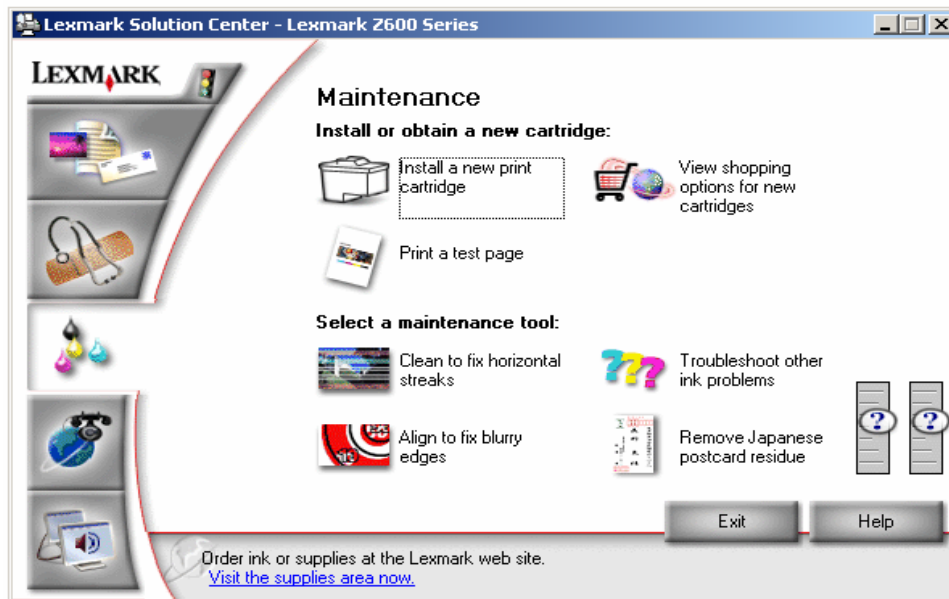 Lexmark Solution Center - Lexmark Z600 Series
LEXMARK
Maintenance
Install or obtain a new cartridge:
Install a new print
cartridge
View shopping
options for new
cartridges
Print a test page
Select a maintenance tool:
Clean to fix horizontal
streaks
Troubleshoot other
ink problems
Align to fix blurry
edges
Remove Japanese
postcard residue
? ?
Exit
Help
Order ink or supplies at the Lexmark web site.
Visit the supplies area now.